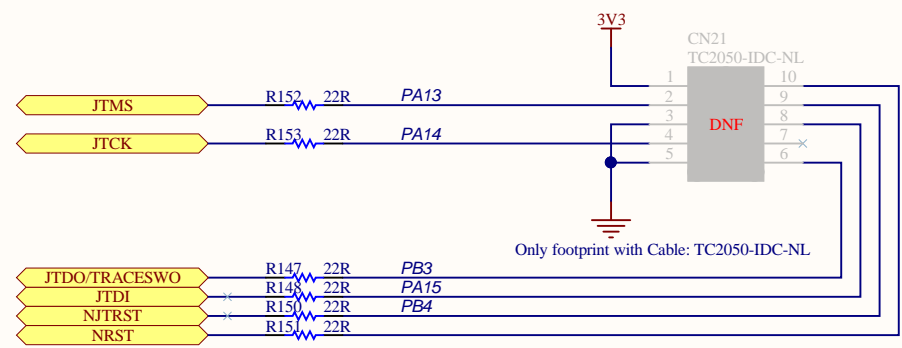 3V3
CN21
TC2050-IDC-NL
1 10
JTMS R152 22R PA13 2 9
3 DNF 8
JTCK R153 22R PA14 4 7
5 6
Only footprint with Cable: TC2050-IDC-NL
JTDO/TRACESWO R147 22R PB3
JTDI R148 22R PA15
NJTRST R150 22R PB4
NRST R151 22R